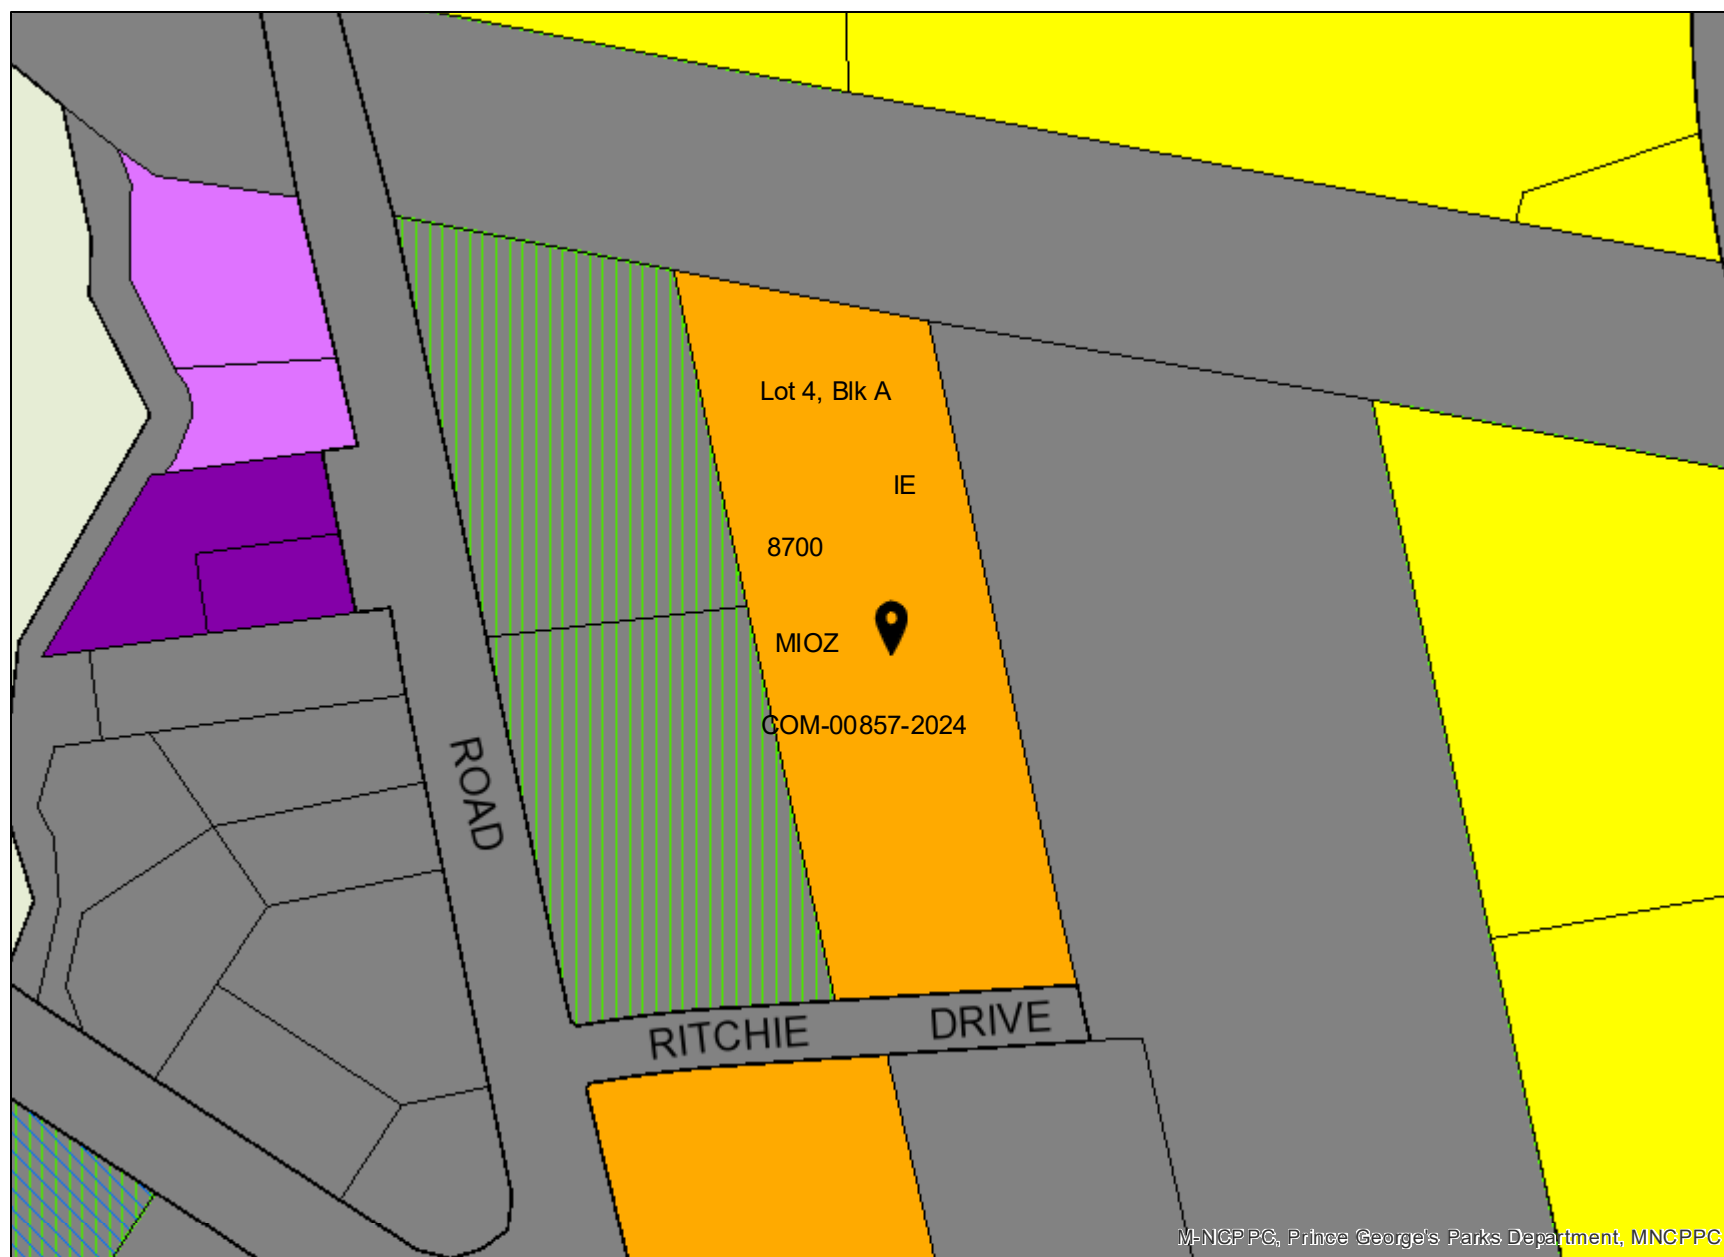 Lot 4, Blk A
IE
8700
MIOZ
COM-00857-2024
ROAD
RITCHIE DRIVE
M-NCPPC, Prince George's Parks Department, MNCPPC